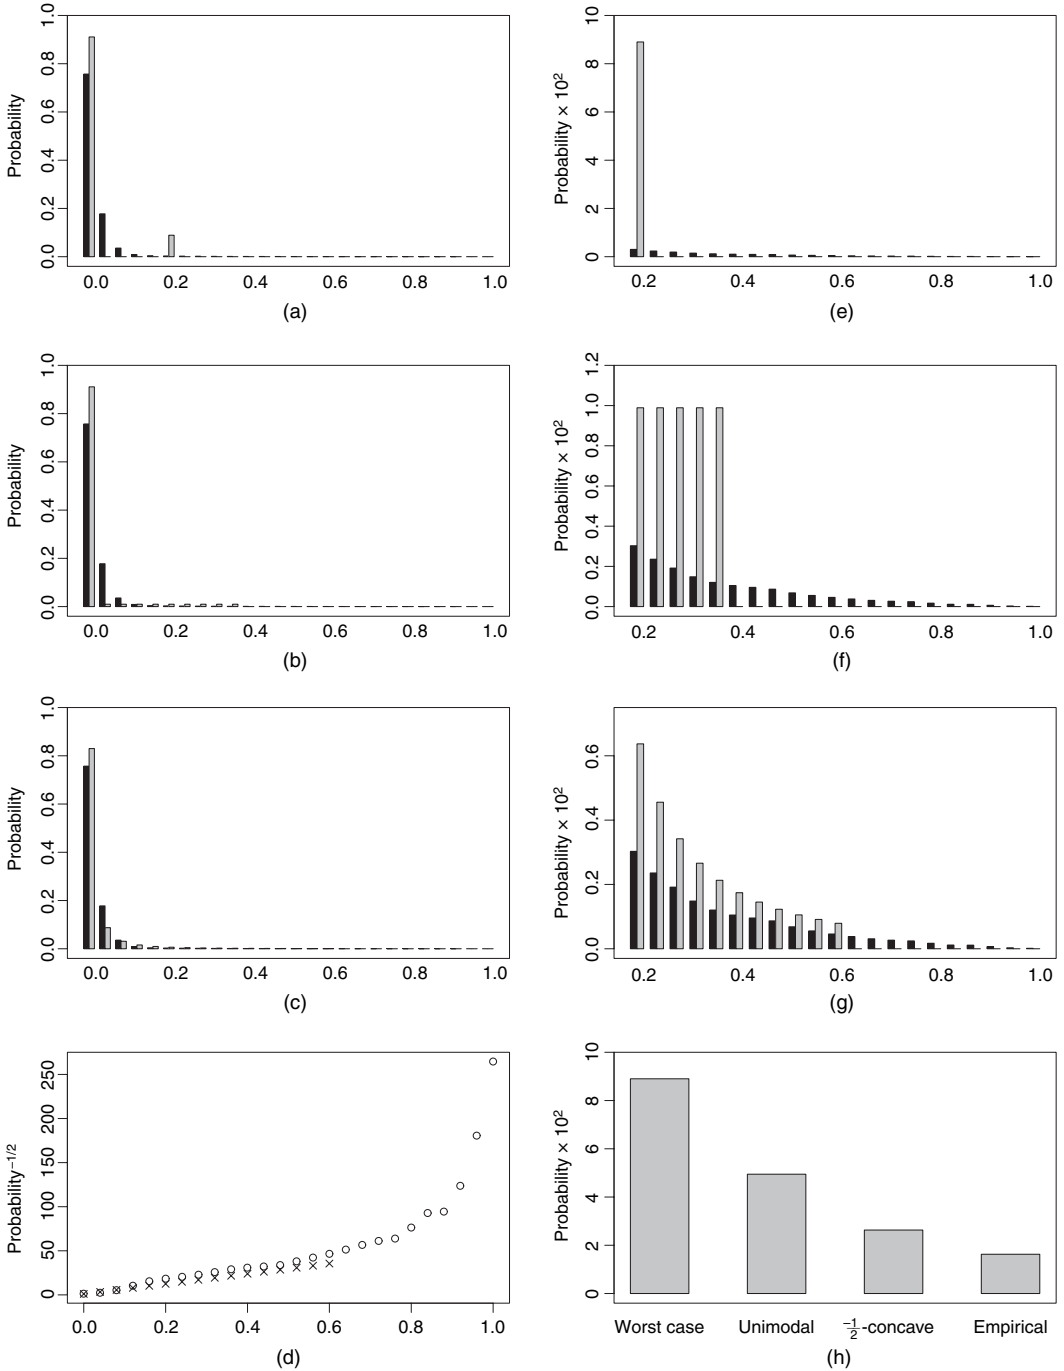 Probability
0.0 0.2 0.4 0.6 0.8 1.0
0.0 0.2 0.4 0.6 0.8 1.0
(a)
Probability × 10²
0 2 4 6 8 10
0.2 0.4 0.6 0.8 1.0
(e)
Probability
0.0 0.2 0.4 0.6 0.8 1.0
0.0 0.2 0.4 0.6 0.8 1.0
(b)
Probability × 10²
0.0 0.2 0.4 0.6 0.8 1.0 1.2
0.2 0.4 0.6 0.8 1.0
(f)
Probability
0.0 0.2 0.4 0.6 0.8 1.0
0.0 0.2 0.4 0.6 0.8 1.0
(c)
Probability × 10²
0.0 0.2 0.4 0.6
0.2 0.4 0.6 0.8 1.0
(g)
Probability⁻¹/²
0 50 100 150 200 250
0.0 0.2 0.4 0.6 0.8 1.0
(d)
Probability × 10²
0 2 4 6 8 10
Worst case Unimodal -1/2-concave Empirical
(h)